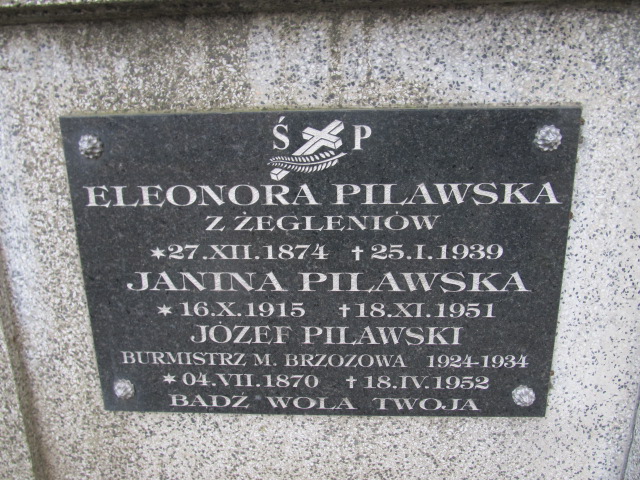 Ś P
ELEONORA PILAWSKA
Z ŻEGLENIÓW
*27.XII.1874 †25.I.1939
JANINA PILAWSKA
*16.X.1915 †18.XI.1951
JÓZEF PILAWSKI
BURMISTRZ M. BRZOZOWA 1924-1934
*04.VII.1870 †18.IV.1952
BĄDŹ WOLA TWOJA